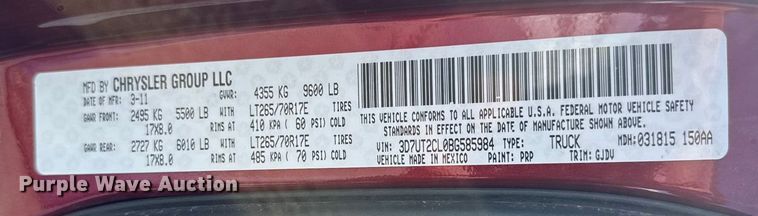 MFD BY CHRYSLER GROUP LLC
DATE OF MFR: 3-11 GVWR: 4355 KG 9600 LB
GAWR FRONT: 2495 KG 5500 LB WITH LT265/70R17E TIRES
17X8.0 RIMS AT 410 KPA ( 60 PSI) COLD
GAWR REAR: 2727 KG 6010 LB WITH LT265/70R17E TIRES
17X8.0 RIMS AT 485 KPA ( 70 PSI) COLD
THIS VEHICLE CONFORMS TO ALL APPLICABLE U.S.A. FEDERAL MOTOR VEHICLE SAFETY
STANDARDS IN EFFECT ON THE DATE OF MANUFACTURE SHOWN ABOVE.
VIN: 3D7UT2CL0BG585984 TYPE: TRUCK MDH: 031815 150AA
VEHICLE MADE IN MEXICO PAINT: PRP TRIM: GJDV
Purple Wave Auction
Purple Wave Auction